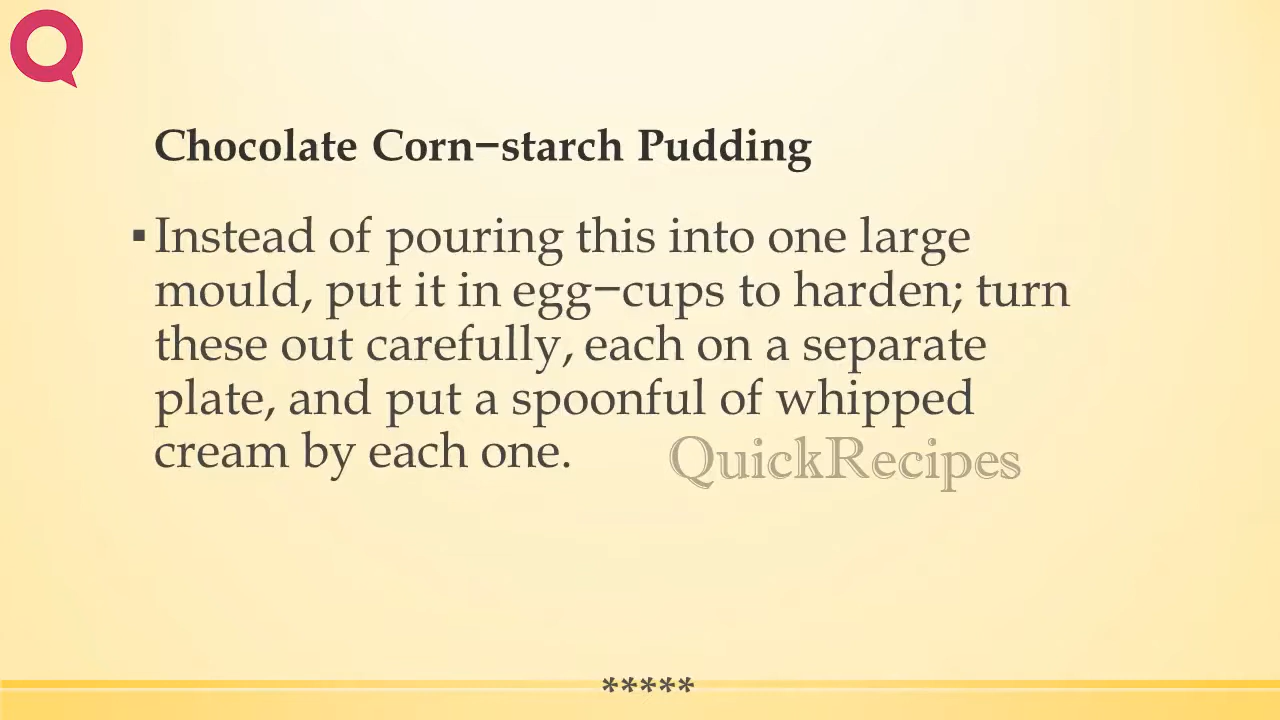 Chocolate Corn−starch Pudding
▪ Instead of pouring this into one large
mould, put it in egg−cups to harden; turn
these out carefully, each on a separate
plate, and put a spoonful of whipped
cream by each one.
QuickRecipes
*****